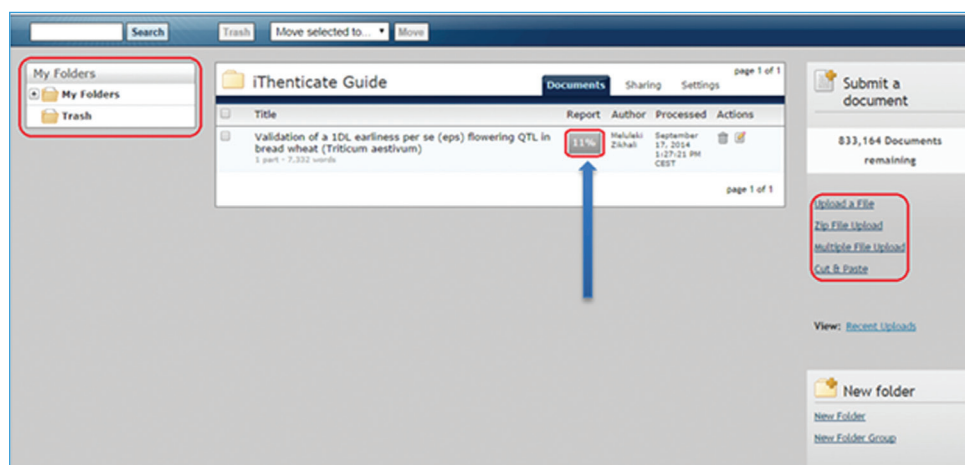 Search
Trash Move selected to... Move
My Folders
My Folders
Trash
iThenticate Guide
Documents Sharing Settings
page 1 of 1
Title Report Author Processed Actions
Validation of a 1DL earliness per se (eps) flowering QTL in
bread wheat (Triticum aestivum)
1 part - 7,332 words
11%
Meluleki
Zikhali
September
17, 2014
1:27:21 PM
CEST
page 1 of 1
Submit a
document
833,164 Documents
remaining
Upload a File
Zip File Upload
Multiple File Upload
Cut & Paste
View: Recent Uploads
New folder
New Folder
New Folder Group